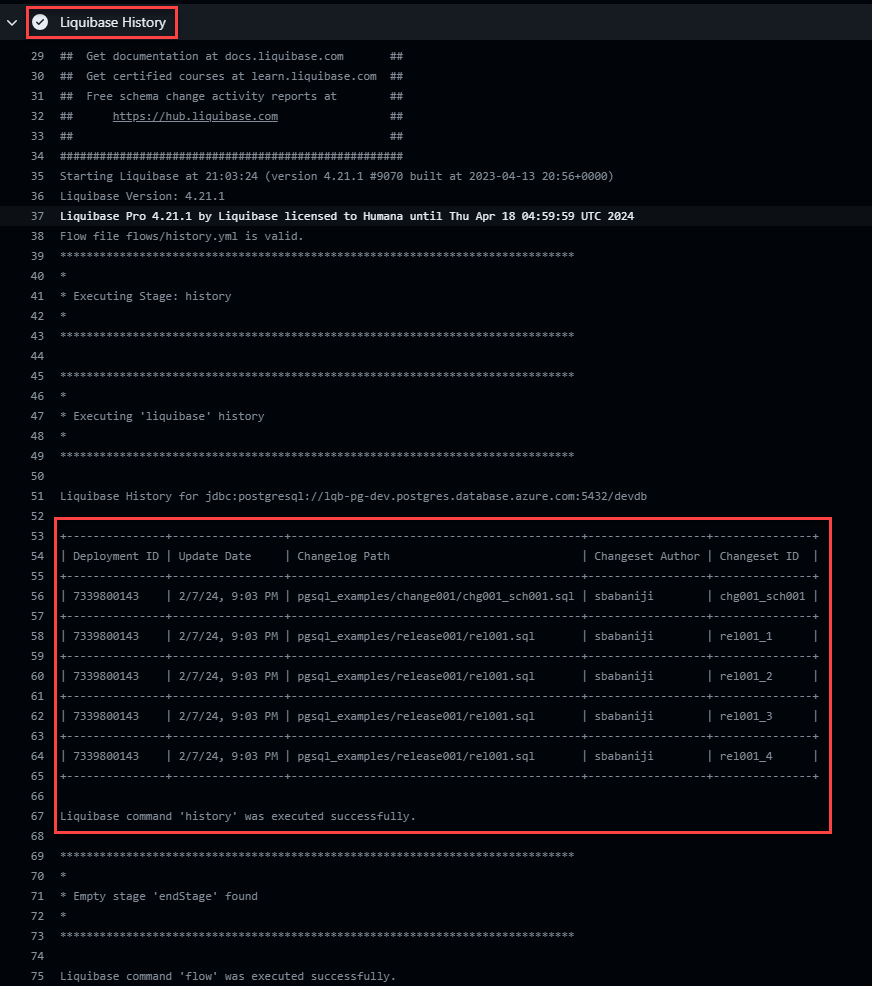 Liquibase History
29 ##  Get documentation at docs.liquibase.com       ##
30 ##  Get certified courses at learn.liquibase.com  ##
31 ##  Free schema change activity reports at        ##
32 ##      https://hub.liquibase.com                 ##
33 ##                                                ##
34 ####################################################
35 Starting Liquibase at 21:03:24 (version 4.21.1 #9070 built at 2023-04-13 20:56+0000)
36 Liquibase Version: 4.21.1
37 Liquibase Pro 4.21.1 by Liquibase licensed to Humana until Thu Apr 18 04:59:59 UTC 2024
38 Flow file flows/history.yml is valid.
39 ******************************************************************************
40 *
41 * Executing Stage: history
42 *
43 ******************************************************************************
44
45 ******************************************************************************
46 *
47 * Executing 'liquibase' history
48 *
49 ******************************************************************************
50
51 Liquibase History for jdbc:postgresql://lqb-pg-dev.postgres.database.azure.com:5432/devdb
52
53 +---------------+-----------------+--------------------------------------------+------------------+---------------+
54 | Deployment ID | Update Date     | Changelog Path                             | Changeset Author | Changeset ID  |
55 +---------------+-----------------+--------------------------------------------+------------------+---------------+
56 | 7339800143    | 2/7/24, 9:03 PM | pgsql_examples/change001/chg001_sch001.sql | sbabaniji        | chg001_sch001 |
57 +---------------+-----------------+--------------------------------------------+------------------+---------------+
58 | 7339800143    | 2/7/24, 9:03 PM | pgsql_examples/release001/rel001.sql       | sbabaniji        | rel001_1      |
59 +---------------+-----------------+--------------------------------------------+------------------+---------------+
60 | 7339800143    | 2/7/24, 9:03 PM | pgsql_examples/release001/rel001.sql       | sbabaniji        | rel001_2      |
61 +---------------+-----------------+--------------------------------------------+------------------+---------------+
62 | 7339800143    | 2/7/24, 9:03 PM | pgsql_examples/release001/rel001.sql       | sbabaniji        | rel001_3      |
63 +---------------+-----------------+--------------------------------------------+------------------+---------------+
64 | 7339800143    | 2/7/24, 9:03 PM | pgsql_examples/release001/rel001.sql       | sbabaniji        | rel001_4      |
65 +---------------+-----------------+--------------------------------------------+------------------+---------------+
66
67 Liquibase command 'history' was executed successfully.
68
69 ******************************************************************************
70 *
71 * Empty stage 'endStage' found
72 *
73 ******************************************************************************
74
75 Liquibase command 'flow' was executed successfully.